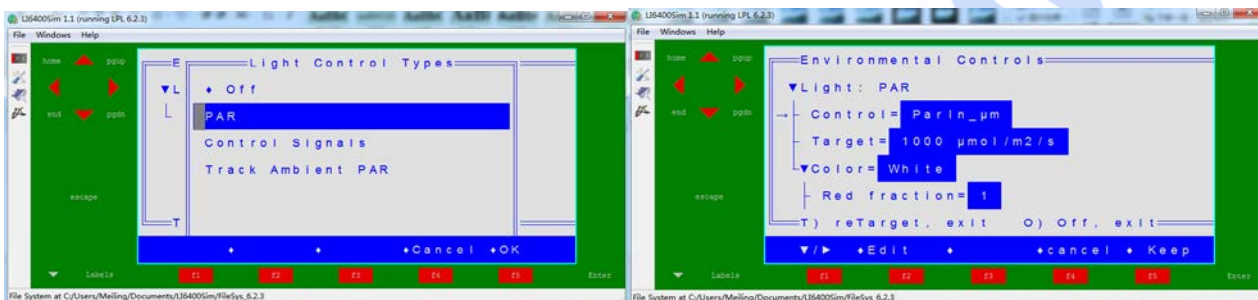 LI6400Sim 1.1 (running LPL 6.2.3)
File Windows Help
home pgup
end pgdn
escape
E Light Control Types
▼L ♦ Off
PAR
Control Signals
Track Ambient PAR
T
♦ ♦ ♦Cancel ♦OK
Labels f1 f2 f3 f4 f5 Enter
File System at C:/Users/Meiling/Documents/LI6400Sim/FileSys_6.2.3
LI6400Sim 1.1 (running LPL 6.2.3)
File Windows Help
home pgup
end pgdn
escape
Environmental Controls
▼Light: PAR
→ Control= ParIn_µm
Target= 1000 µmol/m2/s
▼Color= White
Red fraction= 1
T) reTarget, exit O) Off, exit
▼/► ♦Edit ♦ ♦cancel ♦ Keep
Labels f1 f2 f3 f4 f5 Enter
File System at C:/Users/Meiling/Documents/LI6400Sim/FileSys_6.2.3